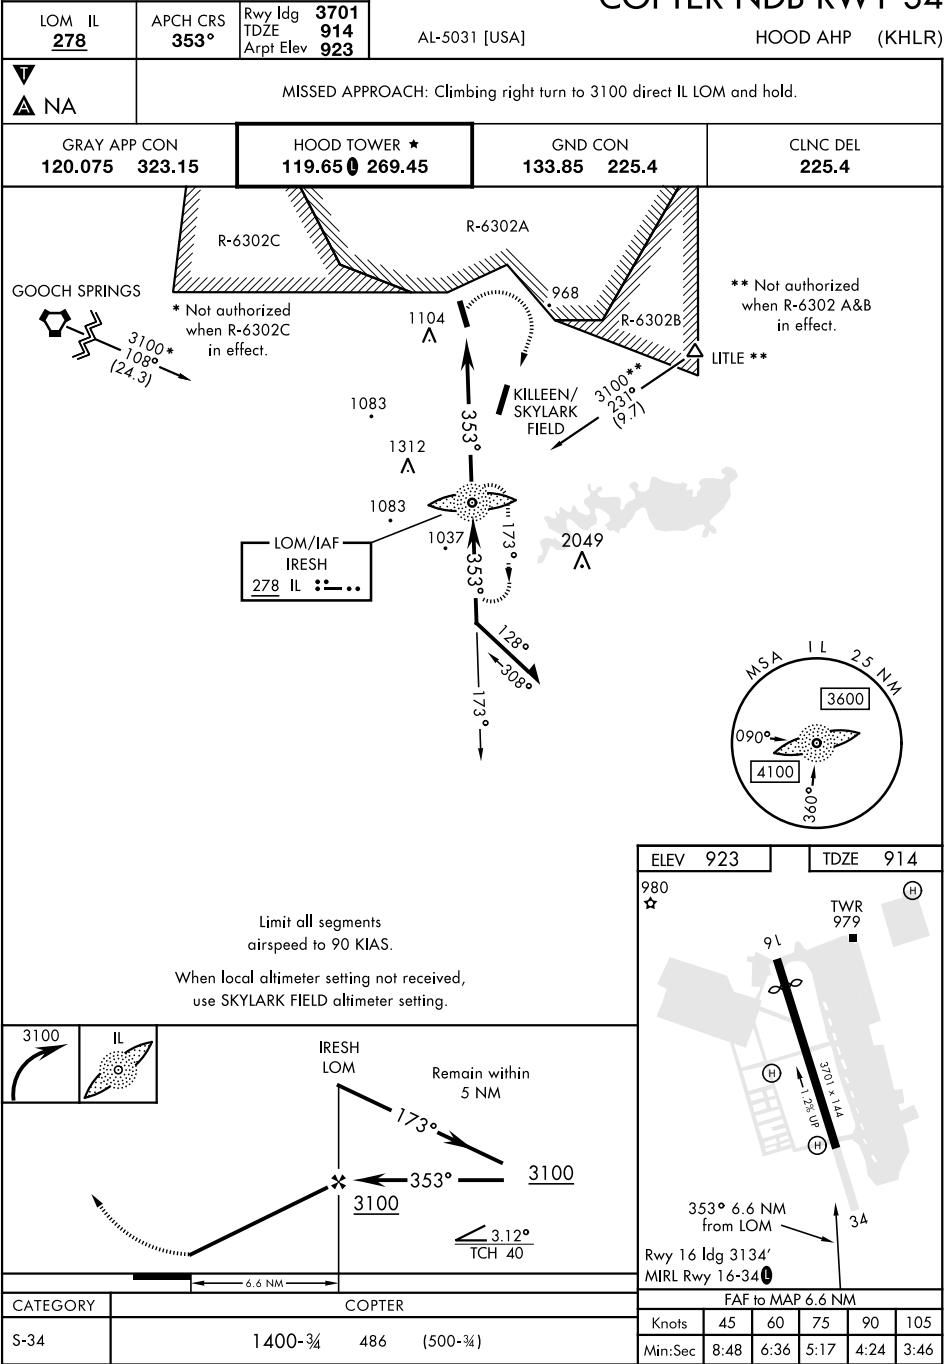 COPTER NDB RWY 34
LOM IL
278
APCH CRS
353°
Rwy ldg 3701
TDZE 914
Arpt Elev 923
AL-5031 [USA]
HOOD AHP (KHLR)
T
A NA
MISSED APPROACH: Climbing right turn to 3100 direct IL LOM and hold.
GRAY APP CON
120.075 323.15
HOOD TOWER ★
119.65 L 269.45
GND CON
133.85 225.4
CLNC DEL
225.4
R-6302C
R-6302A
R-6302B
GOOCH SPRINGS
3100*
108°
(24.3)
* Not authorized
when R-6302C
in effect.
1104
968
** Not authorized
when R-6302 A&B
in effect.
LITLE **
3100**
231°
(9.7)
KILLEEN/
SKYLARK
FIELD
353°
1083
1312
1083
1037
173°
353°
2049
LOM/IAF
IRESH
278 IL
128°
308°
173°
MSA IL 25 NM
3600
090°
4100
360°
Limit all segments
airspeed to 90 KIAS.
When local altimeter setting not received,
use SKYLARK FIELD altimeter setting.
3100
IL
IRESH
LOM
Remain within
5 NM
173°
353°
3100
3100
3.12°
TCH 40
6.6 NM
ELEV 923
TDZE 914
980
H
TWR
979
16
H
3701 x 144
1.2% UP
H
34
353° 6.6 NM
from LOM
Rwy 16 ldg 3134'
MIRL Rwy 16-34 L
CATEGORY COPTER
S-34 1400-¾ 486 (500-¾)
FAF to MAP 6.6 NM
Knots 45 60 75 90 105
Min:Sec 8:48 6:36 5:17 4:24 3:46